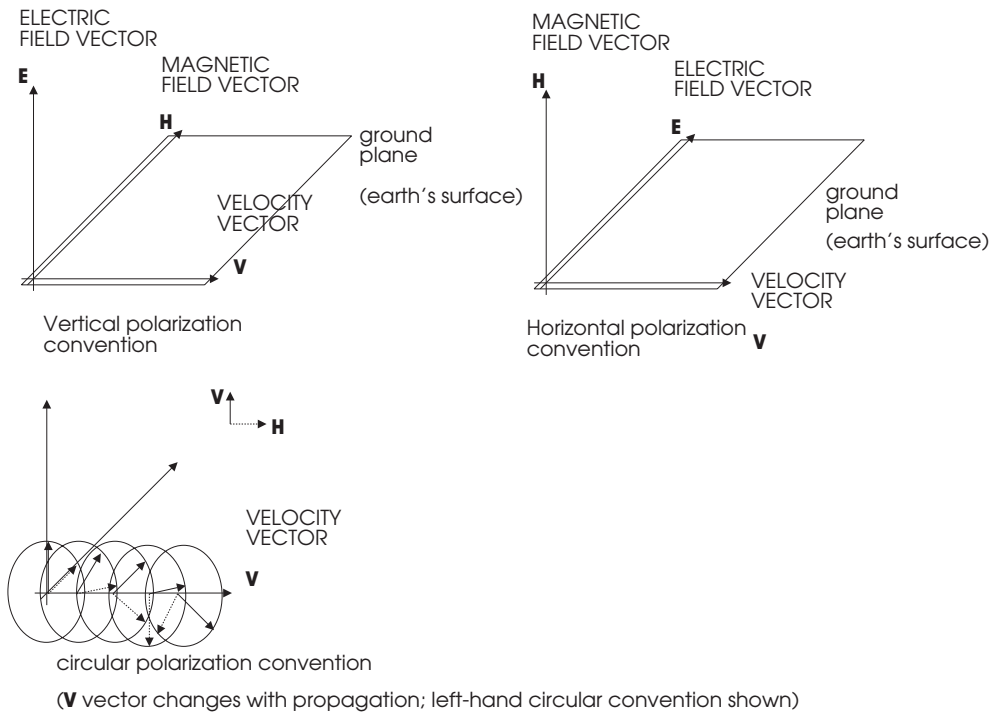 ELECTRIC
FIELD VECTOR
E
MAGNETIC
FIELD VECTOR
H
ground
plane
(earth's surface)
VELOCITY
VECTOR
V
Vertical polarization
convention
MAGNETIC
FIELD VECTOR
H
ELECTRIC
FIELD VECTOR
E
ground
plane
(earth's surface)
VELOCITY
VECTOR
Horizontal polarization
convention
V
V
H
VELOCITY
VECTOR
V
circular polarization convention
(V vector changes with propagation; left-hand circular convention shown)